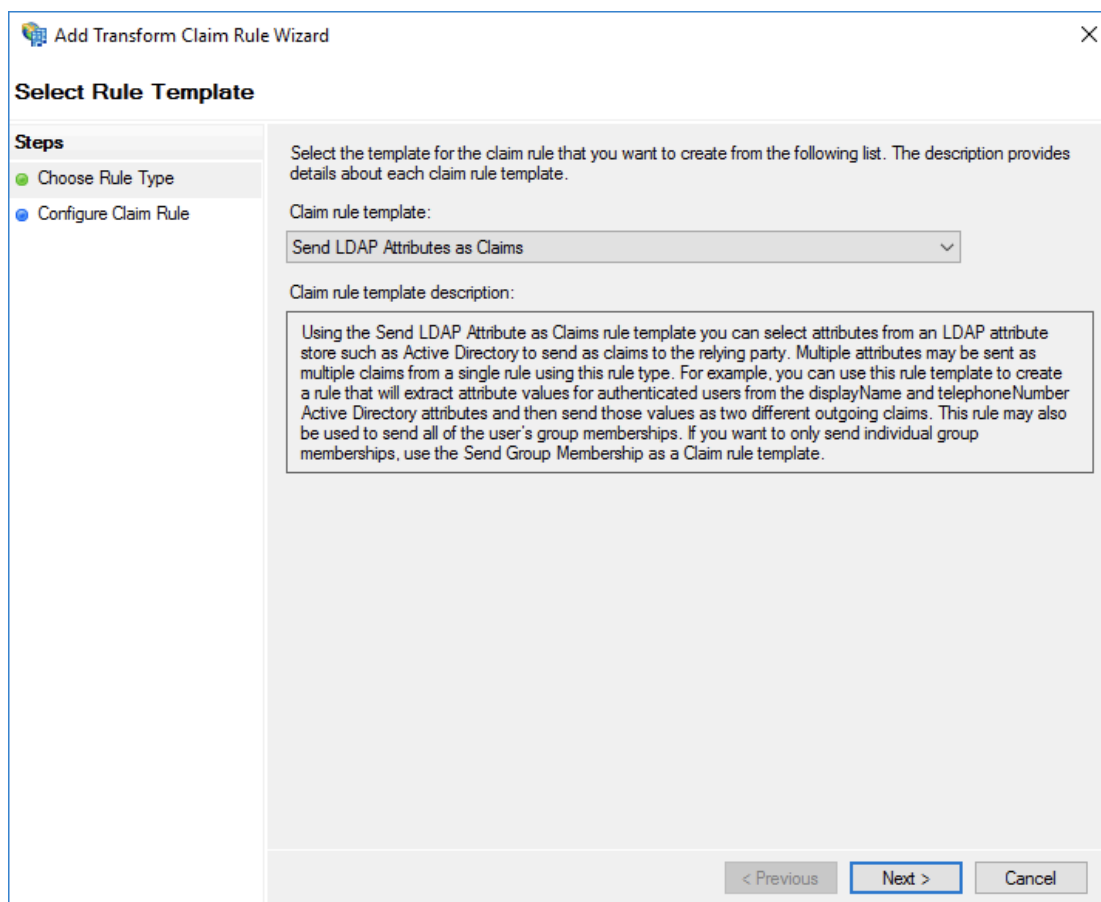 Add Transform Claim Rule Wizard
Select Rule Template
Steps
Choose Rule Type
Configure Claim Rule
Select the template for the claim rule that you want to create from the following list. The description provides
details about each claim rule template.
Claim rule template:
Send LDAP Attributes as Claims
Claim rule template description:
Using the Send LDAP Attribute as Claims rule template you can select attributes from an LDAP attribute
store such as Active Directory to send as claims to the relying party. Multiple attributes may be sent as
multiple claims from a single rule using this rule type. For example, you can use this rule template to create
a rule that will extract attribute values for authenticated users from the displayName and telephoneNumber
Active Directory attributes and then send those values as two different outgoing claims. This rule may also
be used to send all of the user's group memberships. If you want to only send individual group
memberships, use the Send Group Membership as a Claim rule template.
< Previous
Next >
Cancel